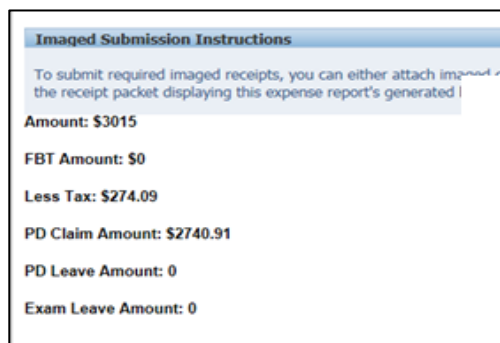 Imaged Submission Instructions
To submit required imaged receipts, you can either attach imaged
the receipt packet displaying this expense report's generated
Amount: $3015
FBT Amount: $0
Less Tax: $274.09
PD Claim Amount: $2740.91
PD Leave Amount: 0
Exam Leave Amount: 0